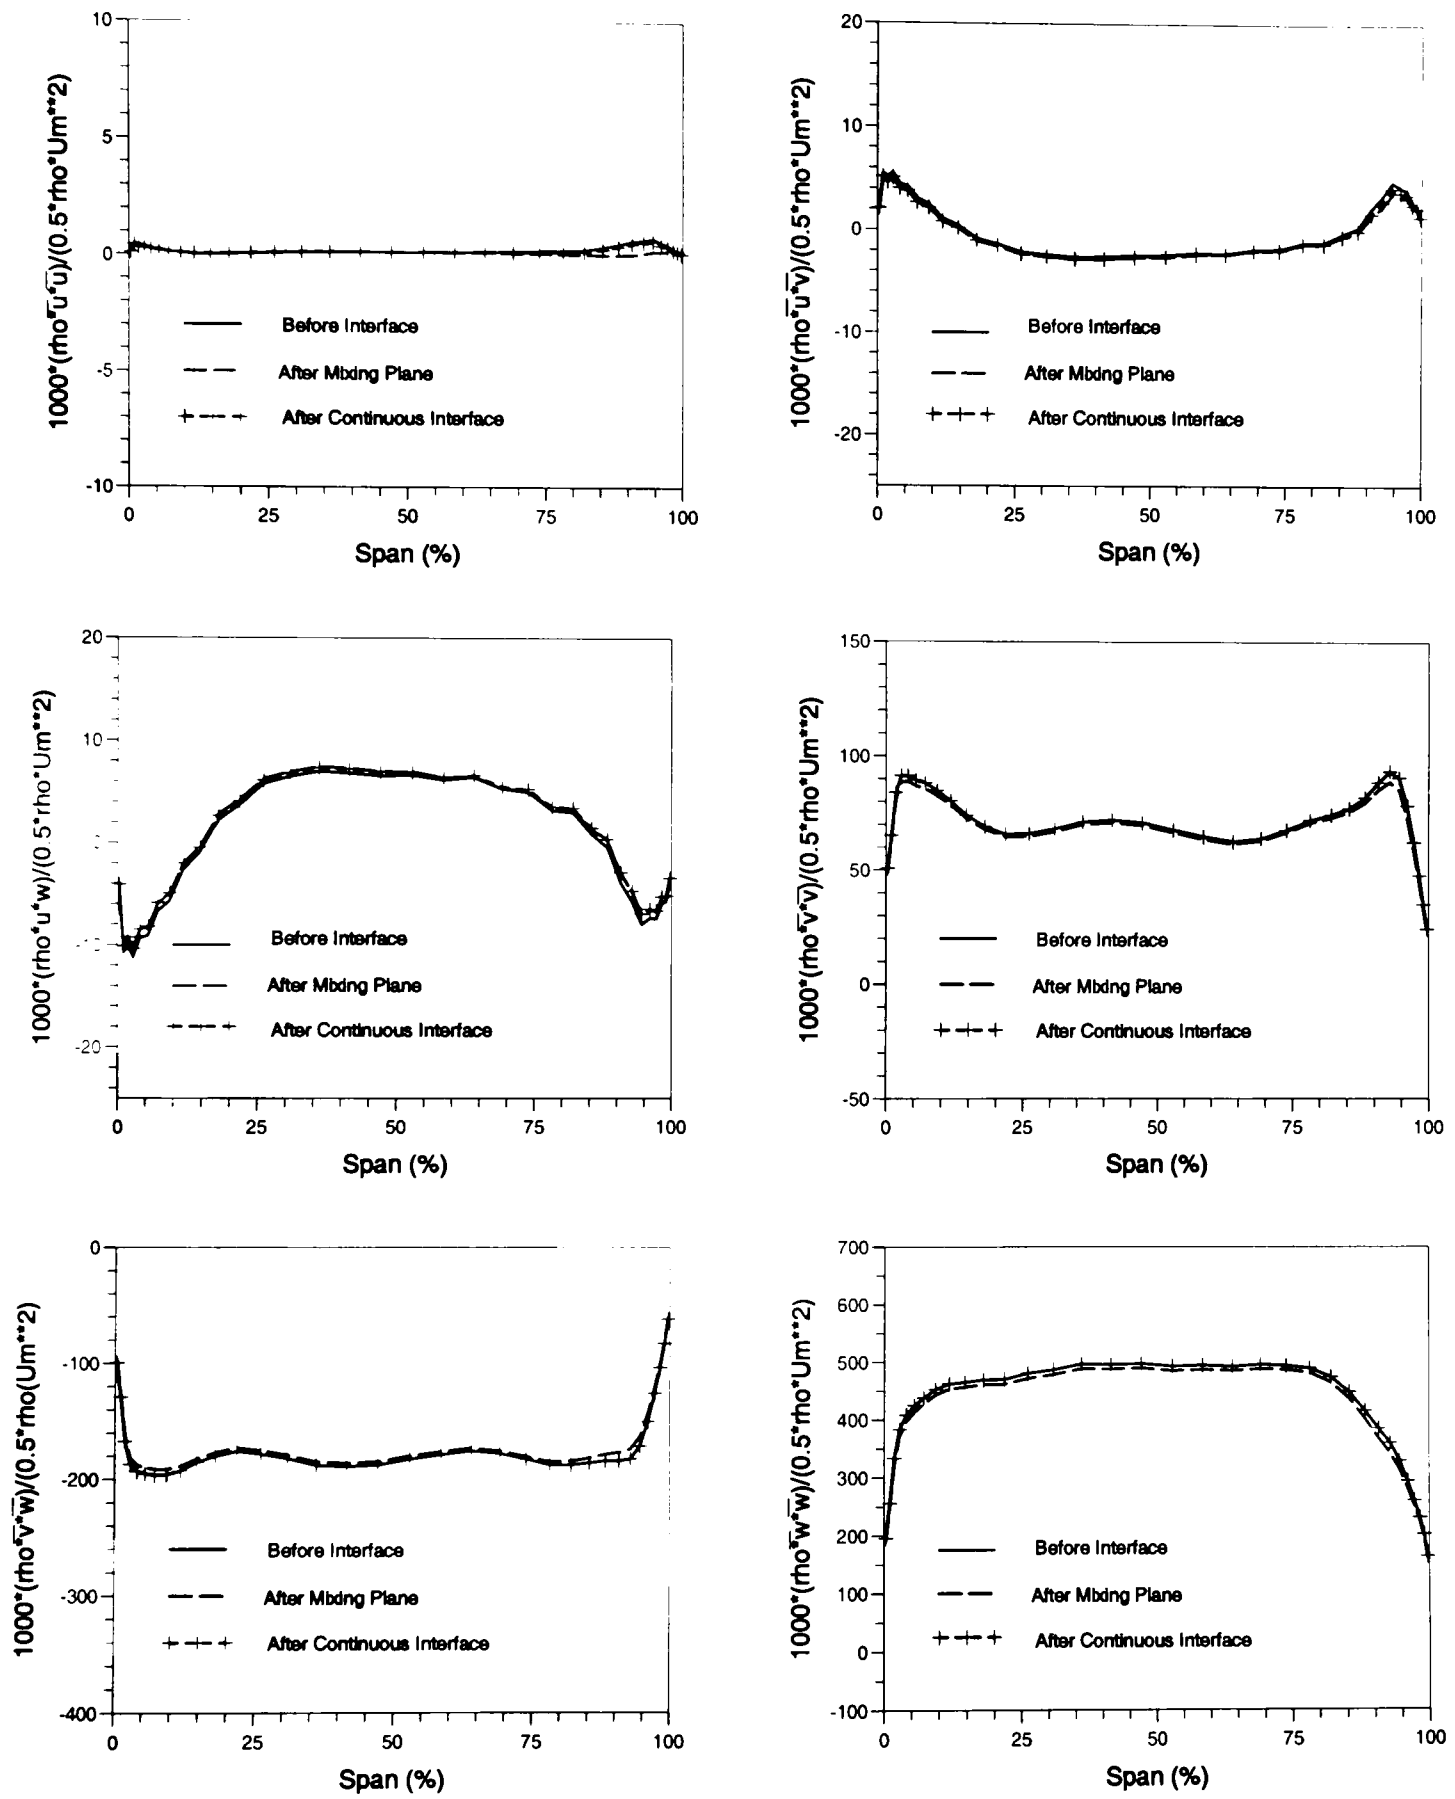 10
5
0
-5
-10
1000*(rho*u*u)/(0.5*rho*Um**2)
Before Interface
After Mixing Plane
After Continuous Interface
0 25 50 75 100
Span (%)
20
10
0
-10
-20
1000*(rho*u*v)/(0.5*rho*Um**2)
Before Interface
After Mixing Plane
After Continuous Interface
0 25 50 75 100
Span (%)
20
10
-20
1000*(rho*u*w)/(0.5*rho*Um**2)
Before Interface
After Mixing Plane
After Continuous Interface
0 25 50 75 100
Span (%)
150
100
50
0
-50
1000*(rho*v*v)/(0.5*rho*Um**2)
Before Interface
After Mixing Plane
After Continuous Interface
0 25 50 75 100
Span (%)
0
-100
-200
-300
-400
1000*(rho*v*w)/(0.5*rho(Um**2)
Before Interface
After Mixing Plane
After Continuous Interface
0 25 50 75 100
Span (%)
700
600
500
400
300
200
100
0
-100
1000*(rho*w*w)/(0.5*rho*Um**2)
Before Interface
After Mixing Plane
After Continuous Interface
0 25 50 75 100
Span (%)